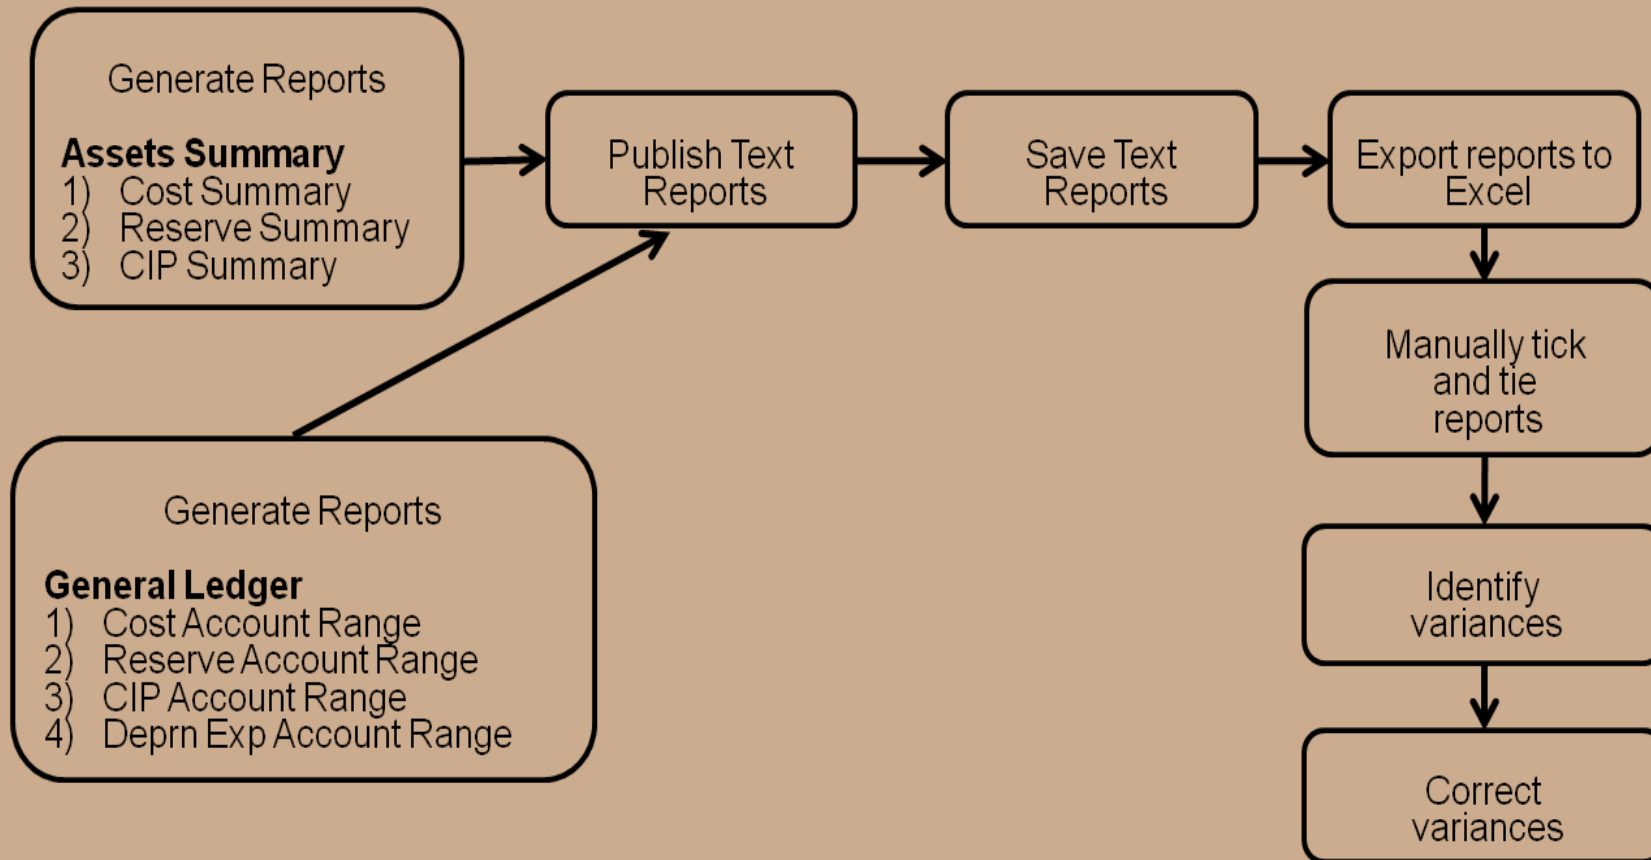 Generate Reports
Assets Summary
1) Cost Summary
2) Reserve Summary
3) CIP Summary
Publish Text
Reports
Save Text
Reports
Export reports to
Excel
Manually tick
and tie
reports
Identify
variances
Correct
variances
Generate Reports
General Ledger
1) Cost Account Range
2) Reserve Account Range
3) CIP Account Range
4) Deprn Exp Account Range